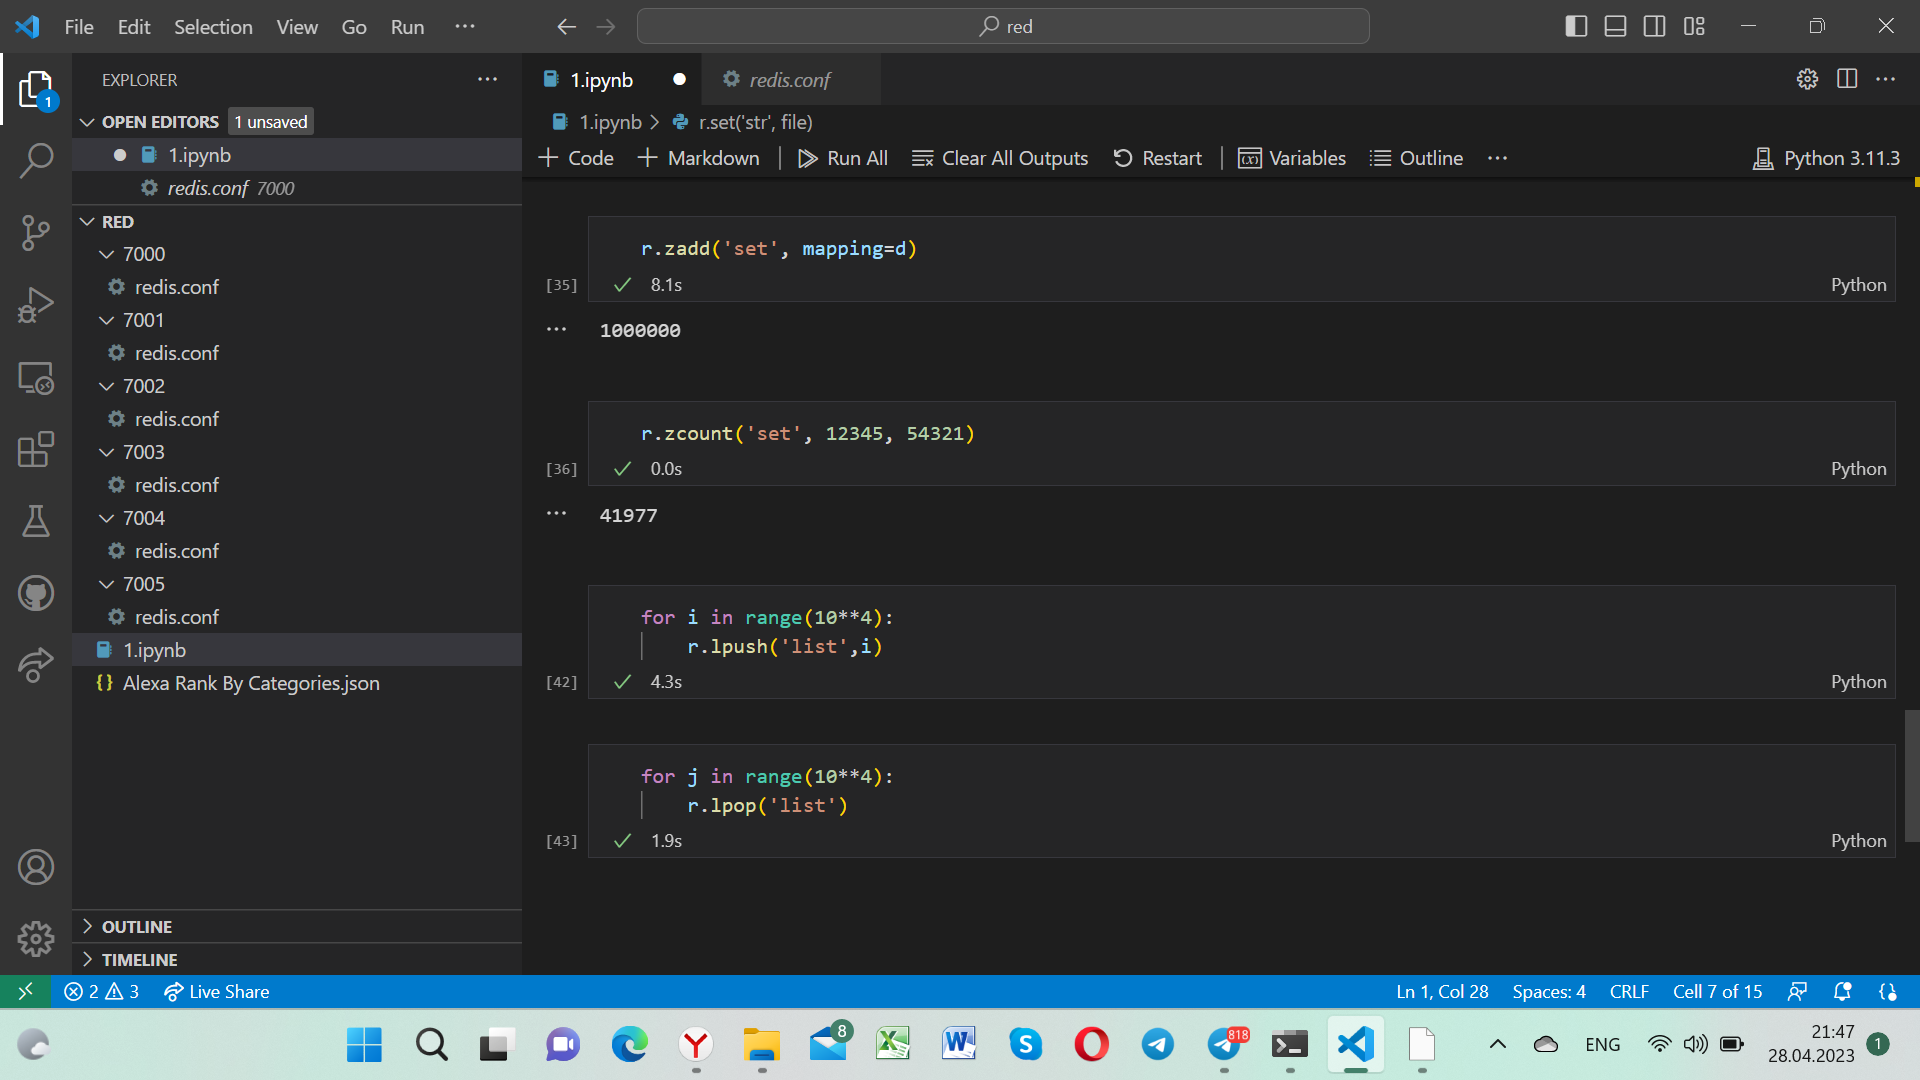 File Edit Selection View Go Run ···
red
EXPLORER
OPEN EDITORS 1 unsaved
1.ipynb
redis.conf 7000
RED
7000
redis.conf
7001
redis.conf
7002
redis.conf
7003
redis.conf
7004
redis.conf
7005
redis.conf
1.ipynb
{} Alexa Rank By Categories.json
OUTLINE
TIMELINE
1
1.ipynb redis.conf
1.ipynb > r.set('str', file)
+ Code + Markdown Run All Clear All Outputs Restart Variables Outline ··· Python 3.11.3
r.zadd('set', mapping=d)
[35] 8.1s Python
··· 1000000
r.zcount('set', 12345, 54321)
[36] 0.0s Python
··· 41977
for i in range(10**4):
r.lpush('list',i)
[42] 4.3s Python
for j in range(10**4):
r.lpop('list')
[43] 1.9s Python
2 3 Live Share Ln 1, Col 28 Spaces: 4 CRLF Cell 7 of 15
8 818 ENG 21:47 1
28.04.2023